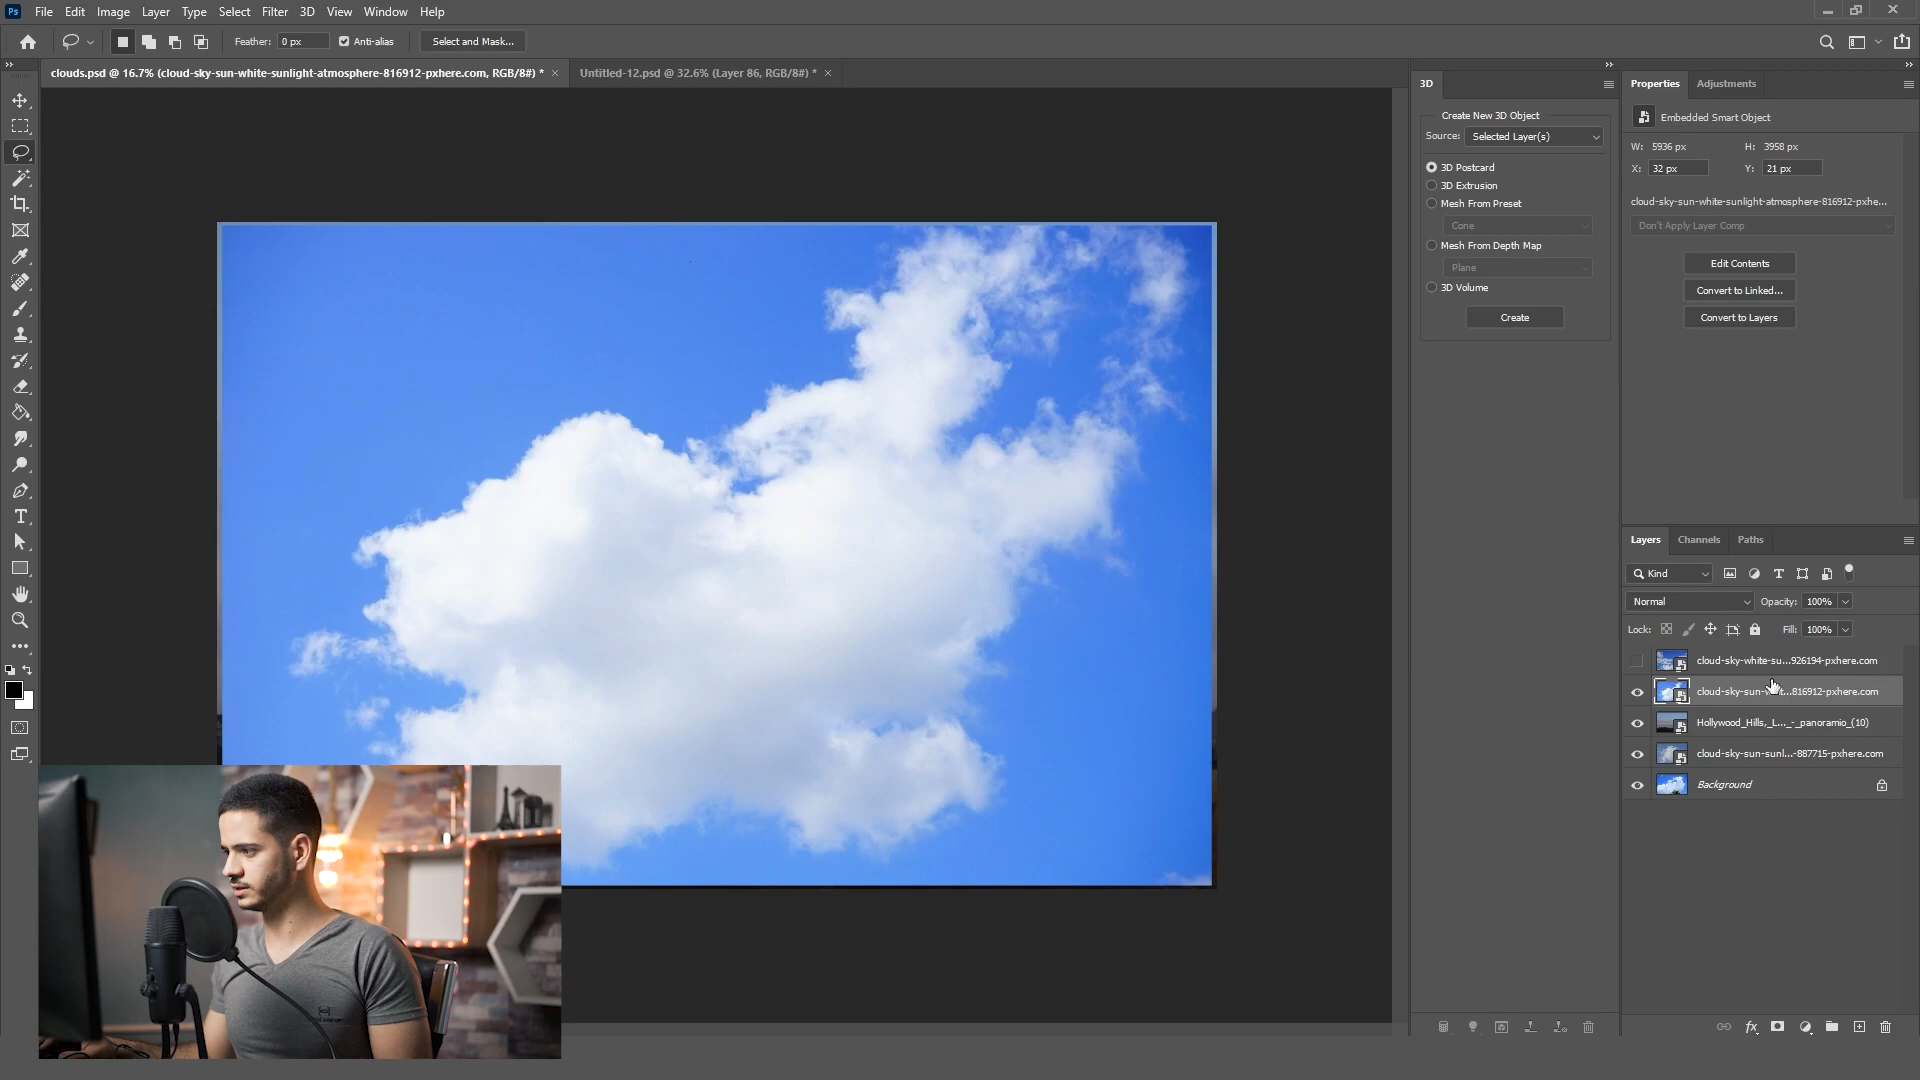 Ps File Edit Image Layer Type Select Filter 3D View Window Help
Feather: 0 px Anti-alias Select and Mask...
clouds.psd @ 16.7% (cloud-sky-sun-white-sunlight-atmosphere-816912-pxhere.com, RGB/8#) * × Untitled-12.psd @ 32.6% (Layer 86, RGB/8#) * ×
3D
Create New 3D Object
Source: Selected Layer(s)
3D Postcard
3D Extrusion
Mesh From Preset
Cone
Mesh From Depth Map
Plane
3D Volume
Create
Properties Adjustments
Embedded Smart Object
W: 5936 px H: 3958 px
X: 32 px Y: 21 px
cloud-sky-sun-white-sunlight-atmosphere-816912-pxhe...
Don't Apply Layer Comp
Edit Contents
Convert to Linked...
Convert to Layers
Layers Channels Paths
Kind
Normal Opacity: 100%
Lock: Fill: 100%
cloud-sky-white-su...926194-pxhere.com
cloud-sky-sun-whit...816912-pxhere.com
Hollywood_Hills,_L..._-_panoramio_(10)
cloud-sky-sun-sunl...-887715-pxhere.com
Background
fx